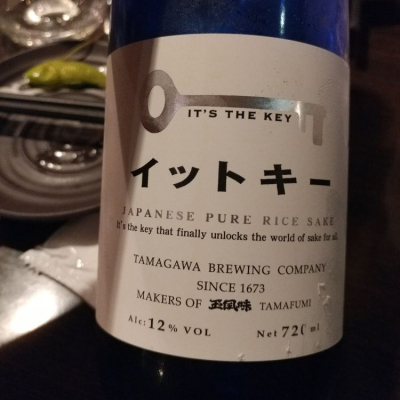 IT'S THE KEY
イットキー
JAPANESE PURE RICE SAKE
It's the key that finally unlocks the world of sake for all.
TAMAGAWA BREWING COMPANY
SINCE 1673
MAKERS OF 玉風味 TAMAFUMI
Alc: 12% VOL Net 720 ml